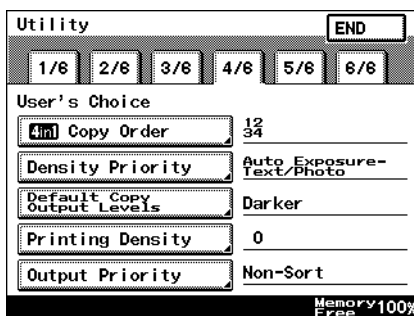 Utility
END
1/6 2/6 3/6 4/6 5/6 6/6
User's Choice
4in1 Copy Order
12
34
Density Priority
Auto Exposure-
Text/Photo
Default Copy
Output Levels
Darker
Printing Density
0
Output Priority
Non-Sort
Memory
Free 100%